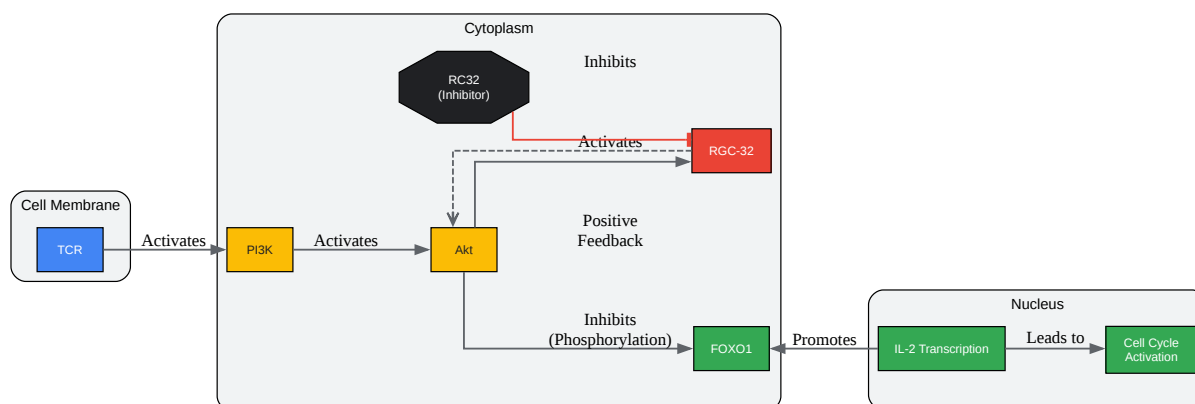 Cytoplasm
RC32
(Inhibitor)
Inhibits
Activates
RGC-32
Cell Membrane
TCR
Activates
PI3K
Activates
Akt
Positive
Feedback
Inhibits
(Phosphorylation)
FOXO1
Promotes
Nucleus
IL-2 Transcription
Leads to
Cell Cycle
Activation